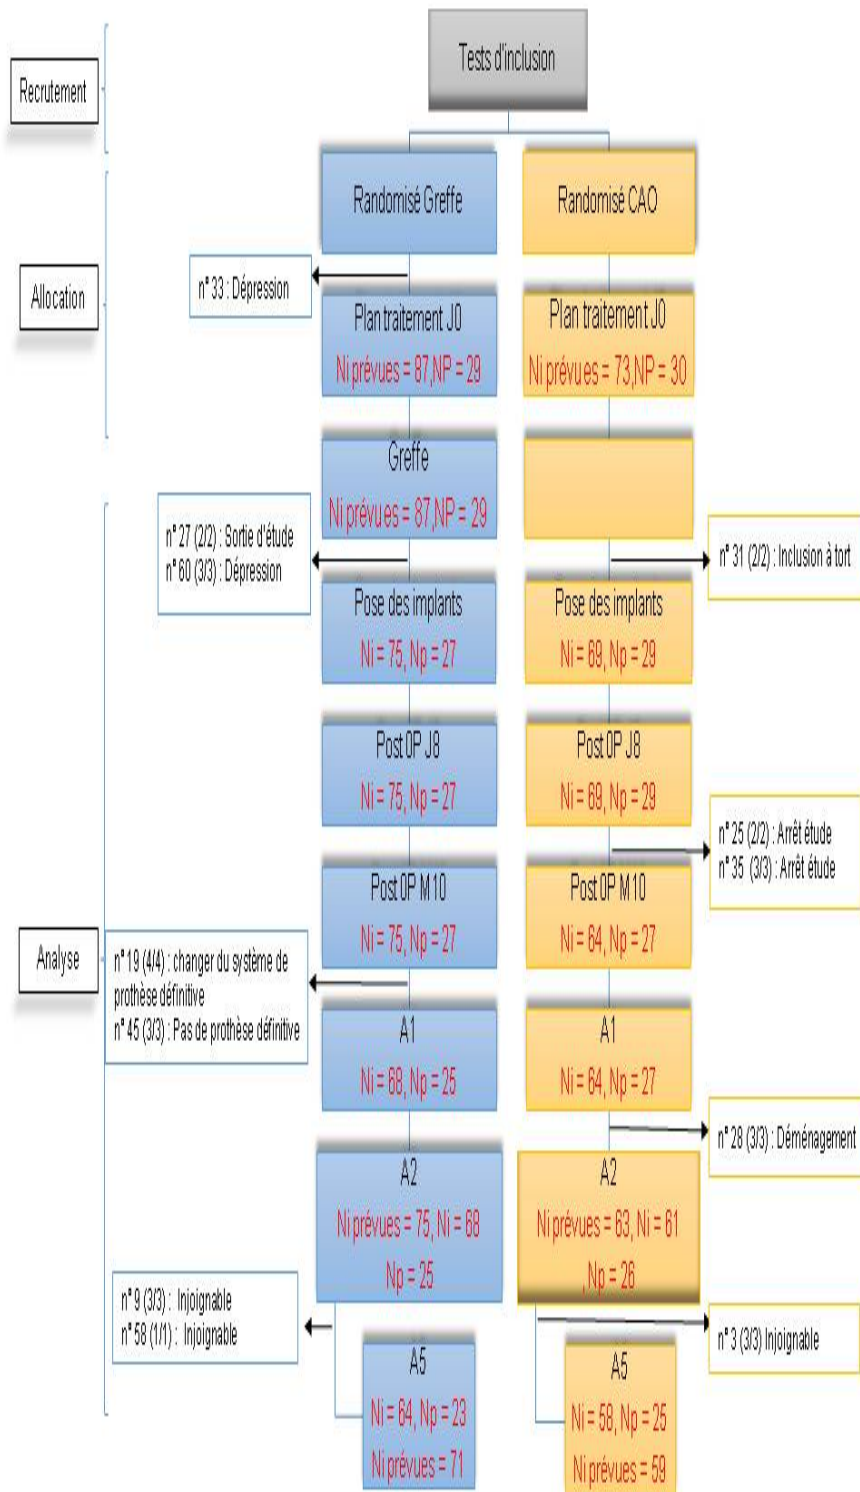 Tests d'inclusion
Recrutement
Randomisé Greffe
Randomisé CAO
Allocation
n° 33 : Dépression
Plan traitement J0
Ni prévues = 87,NP = 29
Plan traitement J0
Ni prévues = 73,NP = 30
Greffe
Ni prévues = 87,NP = 29
n° 27 (2/2) : Sortie d'étude
n° 60 (3/3) : Dépression
n° 31 (2/2) : Inclusion à tort
Pose des implants
Ni = 75, Np = 27
Pose des implants
Ni = 69, Np = 29
Post 0P J8
Ni = 75, Np = 27
Post 0P J8
Ni = 69, Np = 29
n° 25 (2/2) : Arrêt étude
n° 35 (3/3) : Arrêt étude
Post 0P M10
Ni = 75, Np = 27
Post 0P M10
Ni = 64, Np = 27
Analyse
n° 19 (4/4) : changer du système de
prothèse définitive
n° 45 (3/3) : Pas de prothèse définitive
A1
Ni = 68, Np = 25
A1
Ni = 64, Np = 27
n° 28 (3/3) : Déménagement
A2
Ni prévues = 75, Ni = 68
Np = 25
A2
Ni prévues = 63, Ni = 61
, Np = 26
n° 9 (3/3) : Injoignable
n° 58 (1/1) : Injoignable
n° 3 (3/3) Injoignable
A5
Ni = 64, Np = 23
Ni prévues = 71
A5
Ni = 58, Np = 25
Ni prévues = 59